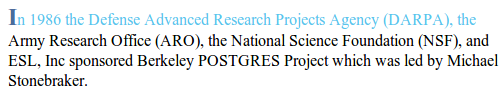 In 1986 the Defense Advanced Research Projects Agency (DARPA), the
Army Research Office (ARO), the National Science Foundation (NSF), and
ESL, Inc sponsored Berkeley POSTGRES Project which was led by Michael
Stonebraker.